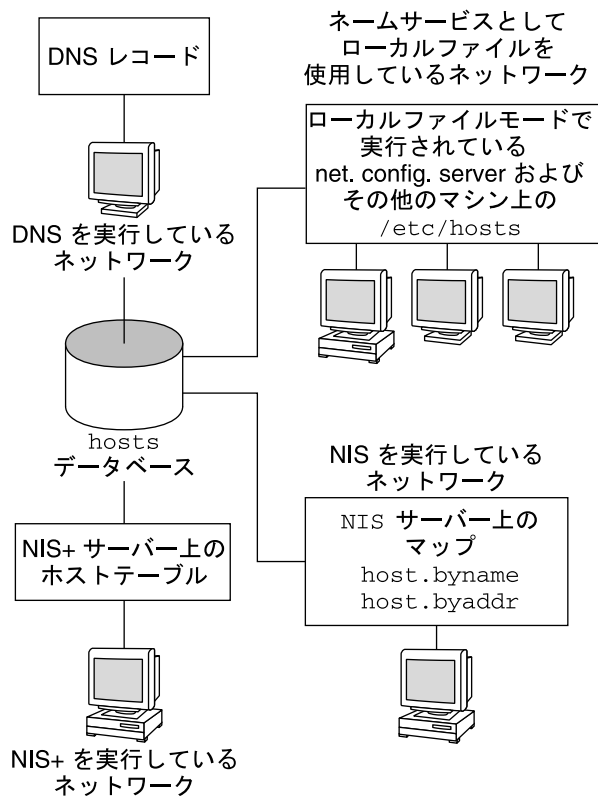 DNS レコード
DNS を実行している
ネットワーク
hosts
データベース
NIS+ サーバー上の
ホストテーブル
NIS+ を実行している
ネットワーク
ネームサービスとして
ローカルファイルを
使用しているネットワーク
ローカルファイルモードで
実行されている
net. config. server および
その他のマシン上の
/etc/hosts
NIS を実行している
ネットワーク
NIS サーバー上の
マップ
host.byname
host.byaddr